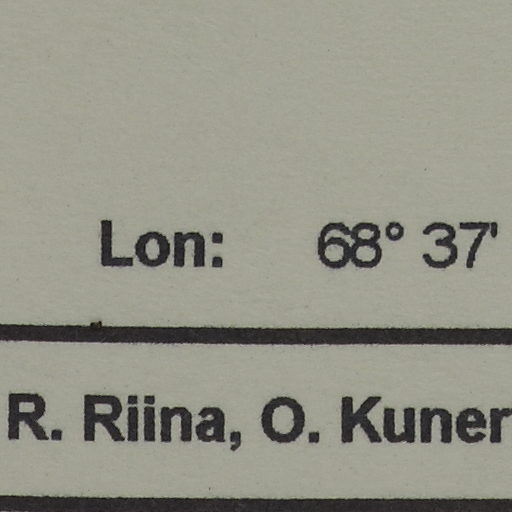 Lon: 68° 37'
R. Riina, O. Kuner